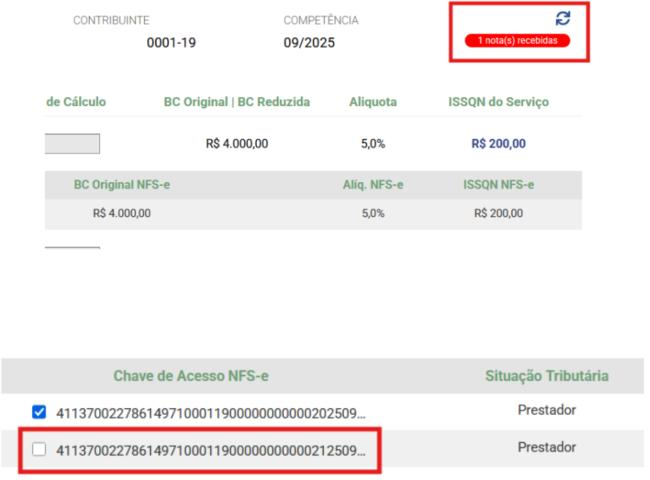 CONTRIBUINTE COMPETÊNCIA
0001-19 09/2025 1 nota(s) recebidas
de Cálculo BC Original | BC Reduzida Aliquota ISSQN do Serviço
R$ 4.000,00 5,0% R$ 200,00
BC Original NFS-e Alíq. NFS-e ISSQN NFS-e
R$ 4.000,00 5,0% R$ 200,00
Chave de Acesso NFS-e Situação Tributária
41137002278614971000119000000000000202509... Prestador
41137002278614971000119000000000000212509... Prestador